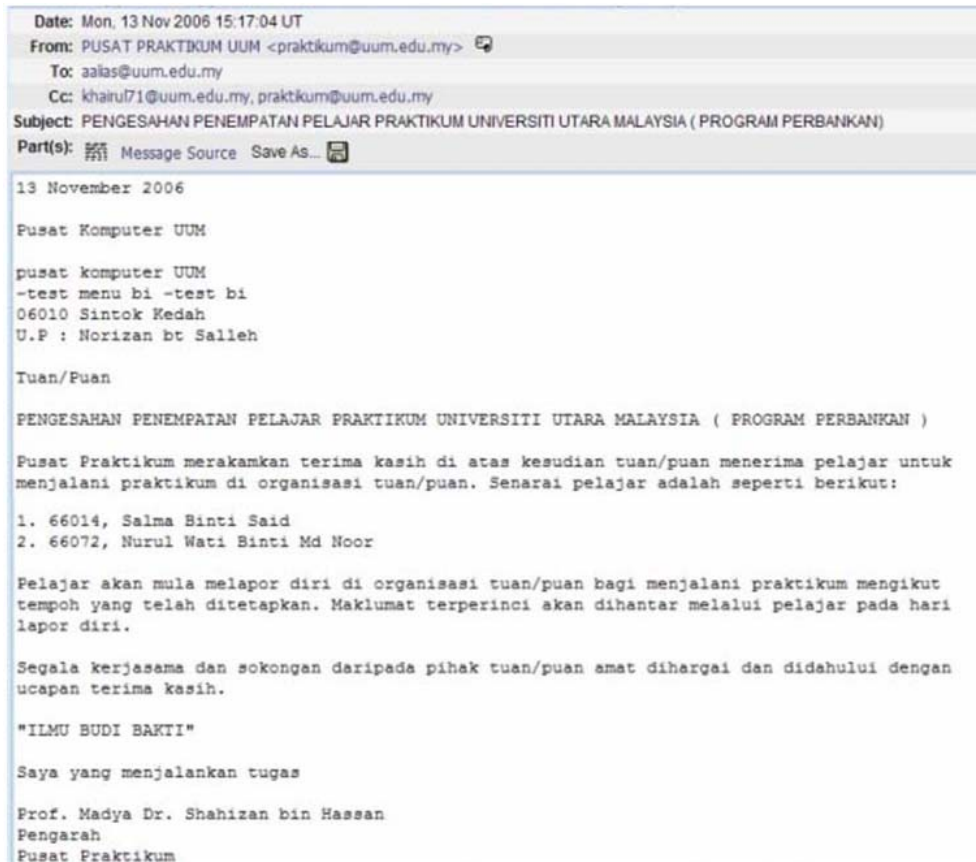 Date: Mon, 13 Nov 2006 15:17:04 UT
From: PUSAT PRAKTIKUM UUM <praktikum@uum.edu.my>
To: aalias@uum.edu.my
Cc: khairul71@uum.edu.my, praktikum@uum.edu.my
Subject: PENGESAHAN PENEMPATAN PELAJAR PRAKTIKUM UNIVERSITI UTARA MALAYSIA ( PROGRAM PERBANKAN)
Part(s): Message Source Save As...
13 November 2006
Pusat Komputer UUM
pusat komputer UUM
-test menu bi -test bi
06010 Sintok Kedah
U.P : Norizan bt Salleh
Tuan/Puan
PENGESAHAN PENEMPATAN PELAJAR PRAKTIKUM UNIVERSITI UTARA MALAYSIA ( PROGRAM PERBANKAN )
Pusat Praktikum merakamkan terima kasih di atas kesudian tuan/puan menerima pelajar untuk
menjalani praktikum di organisasi tuan/puan. Senarai pelajar adalah seperti berikut:
1. 66014, Salma Binti Said
2. 66072, Nurul Wati Binti Md Noor
Pelajar akan mula melapor diri di organisasi tuan/puan bagi menjalani praktikum mengikut
tempoh yang telah ditetapkan. Maklumat terperinci akan dihantar melalui pelajar pada hari
lapor diri.
Segala kerjasama dan sokongan daripada pihak tuan/puan amat dihargai dan didahului dengan
ucapan terima kasih.
"ILMU BUDI BAKTI"
Saya yang menjalankan tugas
Prof. Madya Dr. Shahizan bin Hassan
Pengarah
Pusat Praktikum